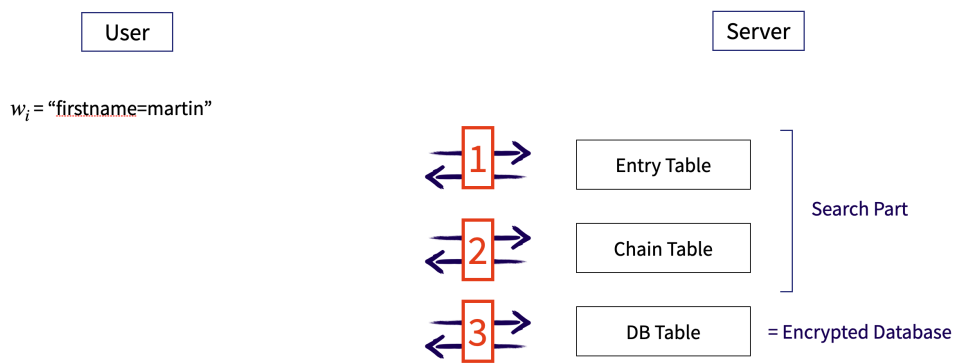 User
Server
wᵢ = “firstname=martin”
1
Entry Table
Search Part
2
Chain Table
3
DB Table
= Encrypted Database